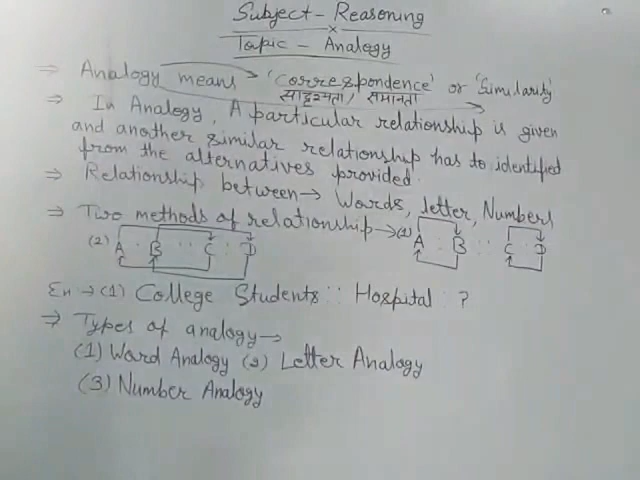 Subject - Reasoning
×
Topic - Analogy
⇒ Analogy means → 'Correspondence' or 'Similarity'
सादृश्यता / समानता
⇒ In Analogy, A particular relationship is given
and another similar relationship has to identified
from the alternatives provided.
⇒ Relationship between → Words, letter, Numbers
⇒ Two methods of relationship → (1) A : B :: C : D
(2) A : B :: C : D
Ex → (1) College : Students :: Hospital : ?
⇒ Types of analogy →
(1) Word Analogy (2) Letter Analogy
(3) Number Analogy